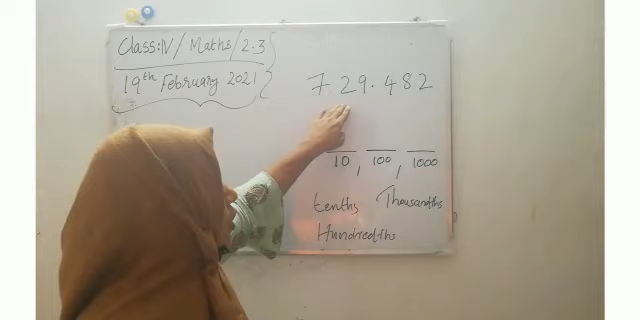 Class:IV/ Maths/2.3
19th February 2021
729.482
10, 100, 1000
tenths Thousandths
Hundredths